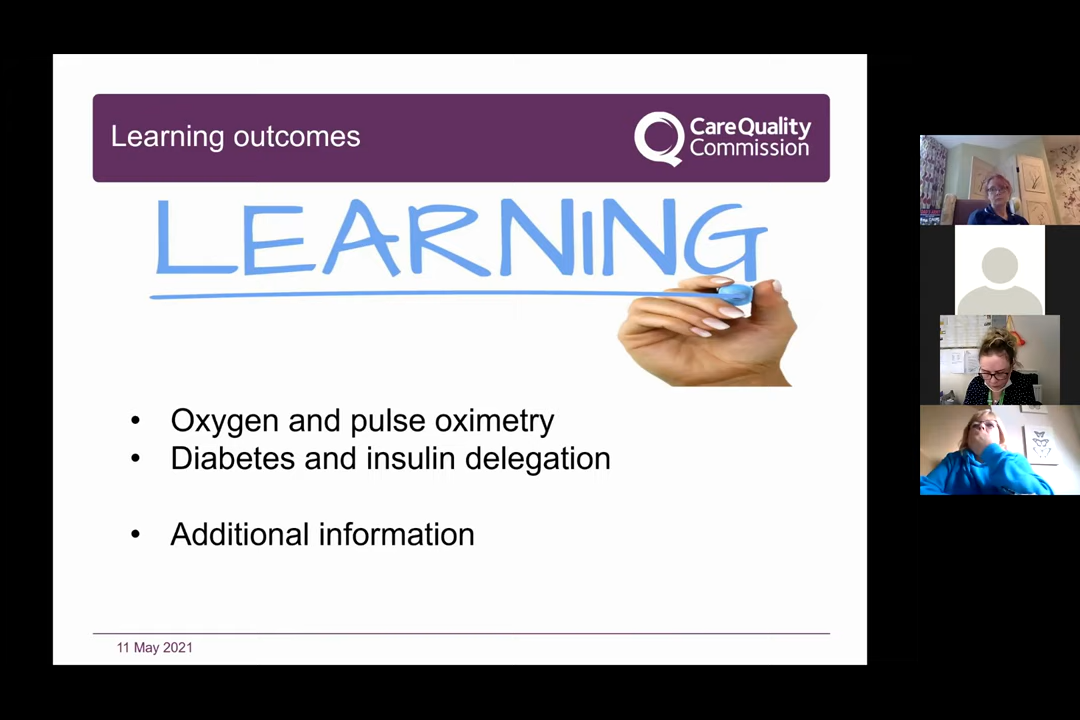 Learning outcomes
CareQuality
Commission
LEARNING
• Oxygen and pulse oximetry
• Diabetes and insulin delegation
• Additional information
11 May 2021